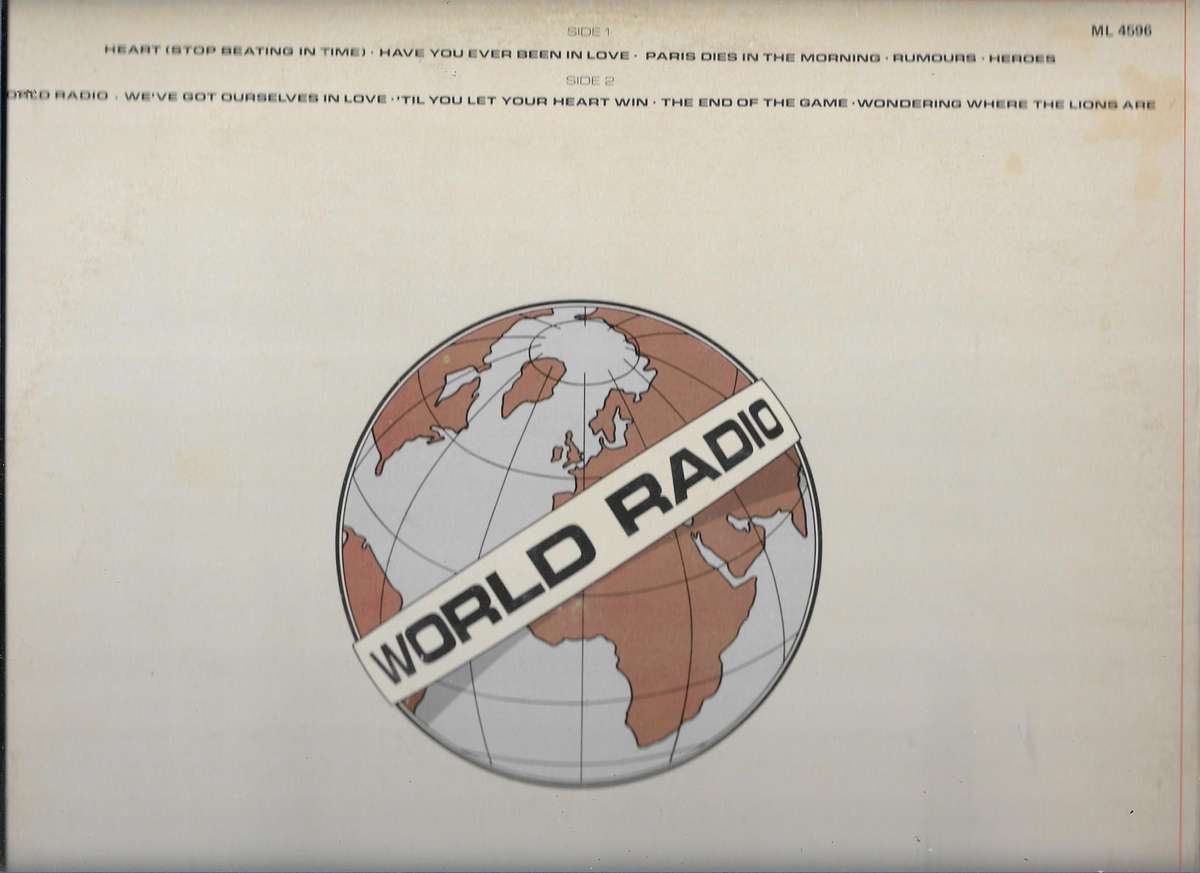 SIDE 1
ML 4596
HEART (STOP BEATING IN TIME) · HAVE YOU EVER BEEN IN LOVE · PARIS DIES IN THE MORNING · RUMOURS · HEROES
SIDE 2
ORLD RADIO · WE'VE GOT OURSELVES IN LOVE · 'TIL YOU LET YOUR HEART WIN · THE END OF THE GAME · WONDERING WHERE THE LIONS ARE
WORLD RADIO